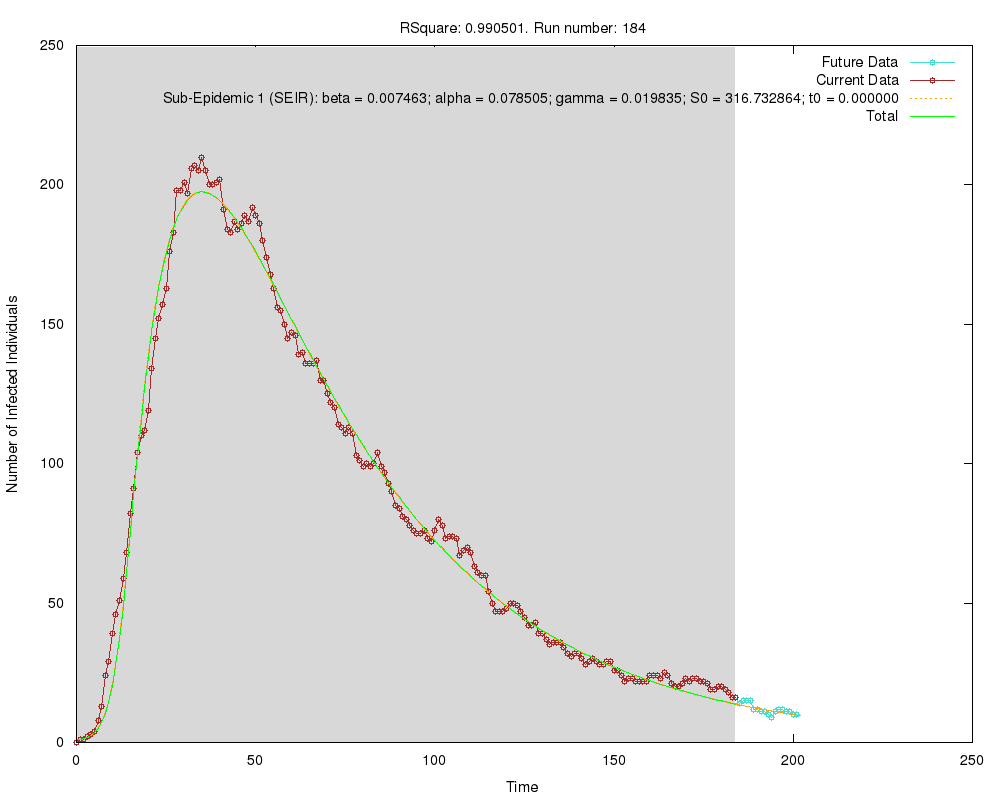 RSquare: 0.990501. Run number: 184
250
Future Data
Current Data
Sub-Epidemic 1 (SEIR): beta = 0.007463; alpha = 0.078505; gamma = 0.019835; S0 = 316.732864; t0 = 0.000000
Total
200
150
100
50
0
Number of Infected Individuals
0 50 100 150 200 250
Time